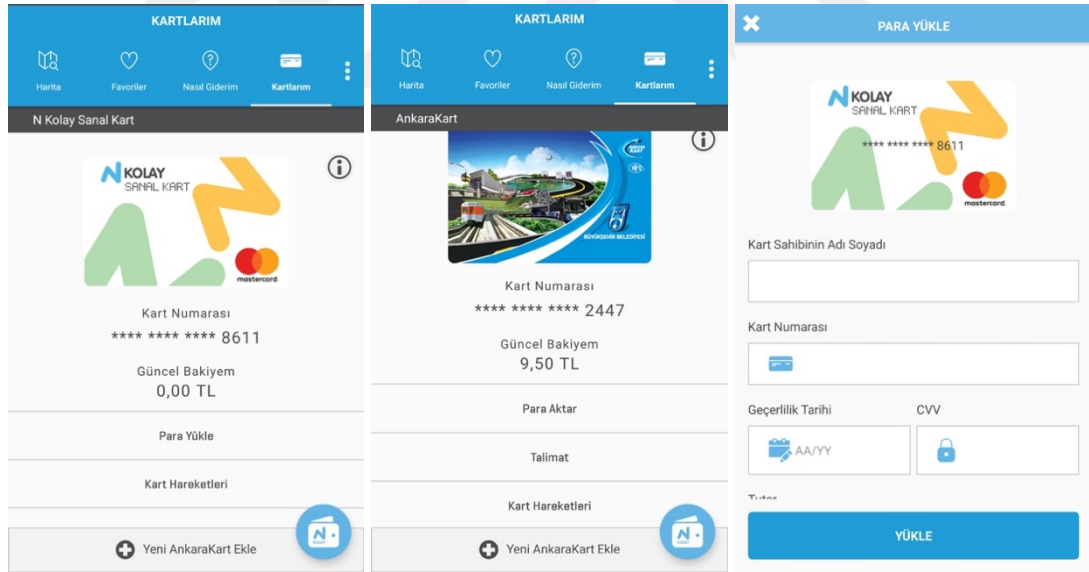 KARTLARIM
Harita
Favoriler
Nasıl Giderim
Kartlarım
N Kolay Sanal Kart
N KOLAY
SANAL KART
mastercard.
Kart Numarası
**** **** **** 8611
Güncel Bakiyem
0,00 TL
Para Yükle
Kart Hareketleri
Yeni AnkaraKart Ekle
N
KOLAY
KARTLARIM
Harita
Favoriler
Nasıl Giderim
Kartlarım
AnkaraKart
BÜYÜKŞEHİR BELEDİYESİ
Kart Numarası
**** **** **** 2447
Güncel Bakiyem
9,50 TL
Para Aktar
Talimat
Kart Hareketleri
Yeni AnkaraKart Ekle
N
KOLAY
PARA YÜKLE
N KOLAY
SANAL KART
**** **** **** 8611
mastercard.
Kart Sahibinin Adı Soyadı
Kart Numarası
Geçerlilik Tarihi CVV
AA/YY
Tutar
YÜKLE